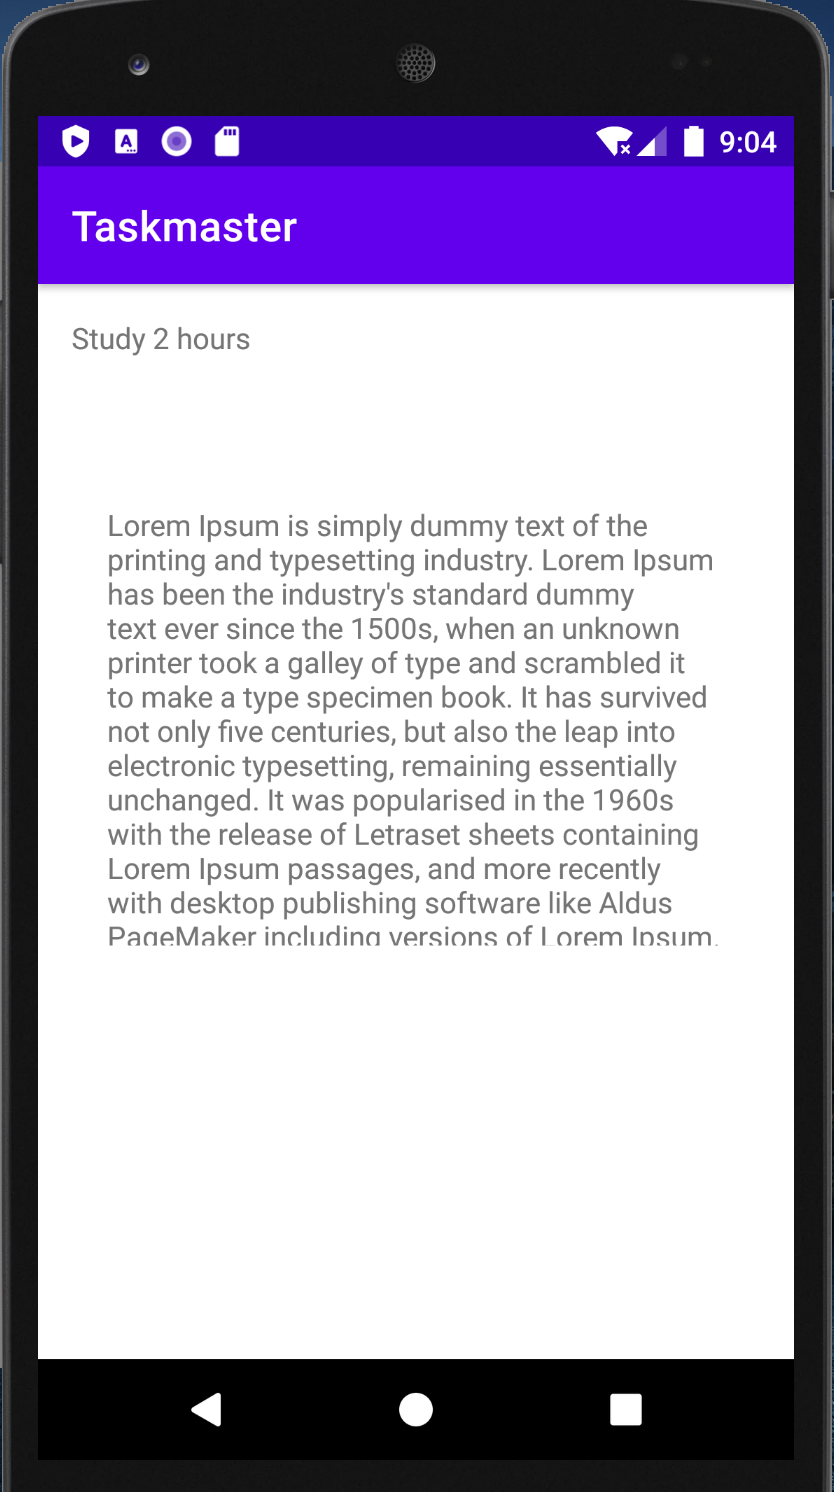 9:04
Taskmaster
Study 2 hours
Lorem Ipsum is simply dummy text of the
printing and typesetting industry. Lorem Ipsum
has been the industry's standard dummy
text ever since the 1500s, when an unknown
printer took a galley of type and scrambled it
to make a type specimen book. It has survived
not only five centuries, but also the leap into
electronic typesetting, remaining essentially
unchanged. It was popularised in the 1960s
with the release of Letraset sheets containing
Lorem Ipsum passages, and more recently
with desktop publishing software like Aldus
PageMaker including versions of Lorem Ipsum.